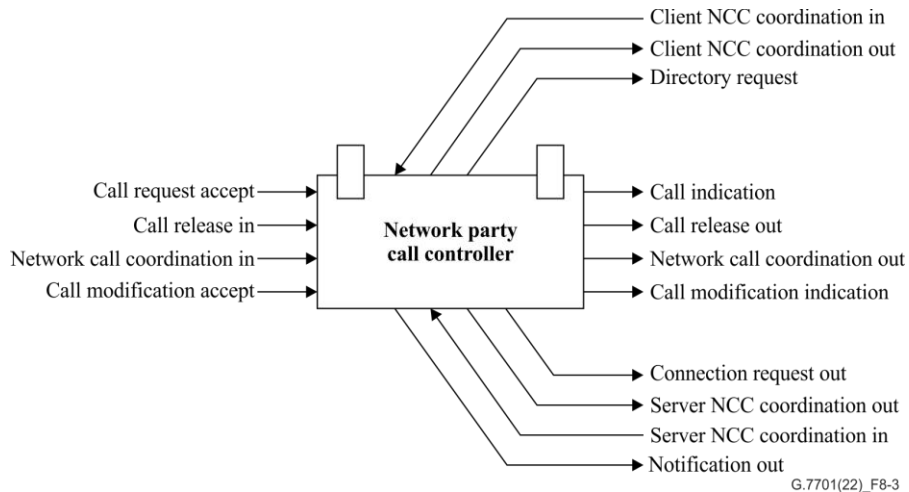 Client NCC coordination in
Client NCC coordination out
Directory request
Call request accept
Call release in
Network call coordination in
Call modification accept
Network party
call controller
Call indication
Call release out
Network call coordination out
Call modification indication
Connection request out
Server NCC coordination out
Server NCC coordination in
Notification out
G.7701(22)_F8-3